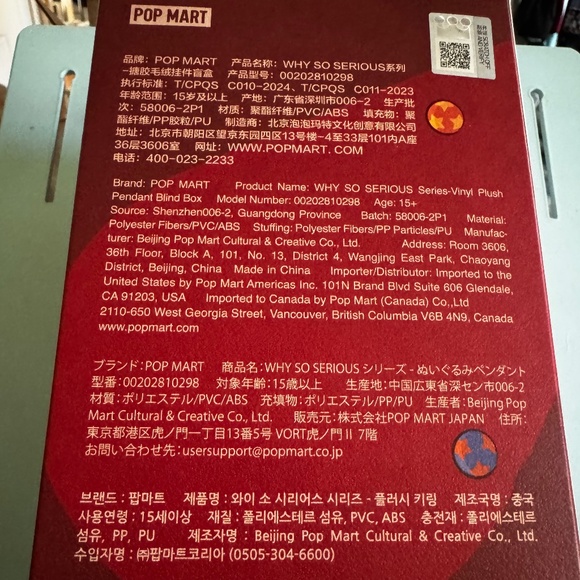 POP MART
品牌：POP MART 产品名称：WHY SO SERIOUS系列
-搪胶毛绒挂件盲盒 产品型号：00202810298
执行标准：T/CPQS C010-2024、T/CPQS C011-2023
年龄范围：15岁及以上 产地：广东省深圳市006-2 生产批
次：58006-2P1 材质：聚酯纤维/PVC/ABS 填充物：聚
酯纤维/PP胶粒/PU 制造商：北京泡泡玛特文化创意有限公司
地址：北京市朝阳区望京东园四区13号楼-4至33层101内A座
36层3606室 网址：WWW.POPMART.COM
电话：400-023-2233
Brand: POP MART Product Name: WHY SO SERIOUS Series-Vinyl Plush
Pendant Blind Box Model Number: 00202810298 Age: 15+
Source: Shenzhen006-2, Guangdong Province Batch: 58006-2P1 Material:
Polyester Fibers/PVC/ABS Stuffing: Polyester Fibers/PP Particles/PU Manufac-
turer: Beijing Pop Mart Cultural & Creative Co., Ltd. Address: Room 3606,
36th Floor, Block A, 101, No. 13, District 4, Wangjing East Park, Chaoyang
District, Beijing, China Made in China Importer/Distributor: Imported to the
United States by Pop Mart Americas Inc. 101N Brand Blvd Suite 606 Glendale,
CA 91203, USA Imported to Canada by Pop Mart (Canada) Co.,Ltd
2110-650 West Georgia Street, Vancouver, British Columbia V6B 4N9, Canada
www.popmart.com
ブランド：POP MART 商品名：WHY SO SERIOUS シリーズ - ぬいぐるみペンダント
型番：00202810298 対象年齢：15歳以上 生産地：中国広東省深セン市006-2
材質：ポリエステル/PVC/ABS 充填物：ポリエステル/PP/PU 生産者：Beijing Pop
Mart Cultural & Creative Co., Ltd. 販売元：株式会社POP MART JAPAN 住所：
東京都港区虎ノ門一丁目13番5号 VORT虎ノ門Ⅱ 7階
お問い合わせ先：usersupport@popmart.co.jp
브랜드 : 팝마트 제품명 : 와이 소 시리어스 시리즈 - 플러시 키링 제조국명 : 중국
사용연령 : 15세이상 재질 : 폴리에스테르 섬유, PVC, ABS 충전재 : 폴리에스테르
섬유, PP, PU 제조자명 : Beijing Pop Mart Cultural & Creative Co., Ltd.
수입자명 : ㈜팝마트코리아 (0505-304-6600)